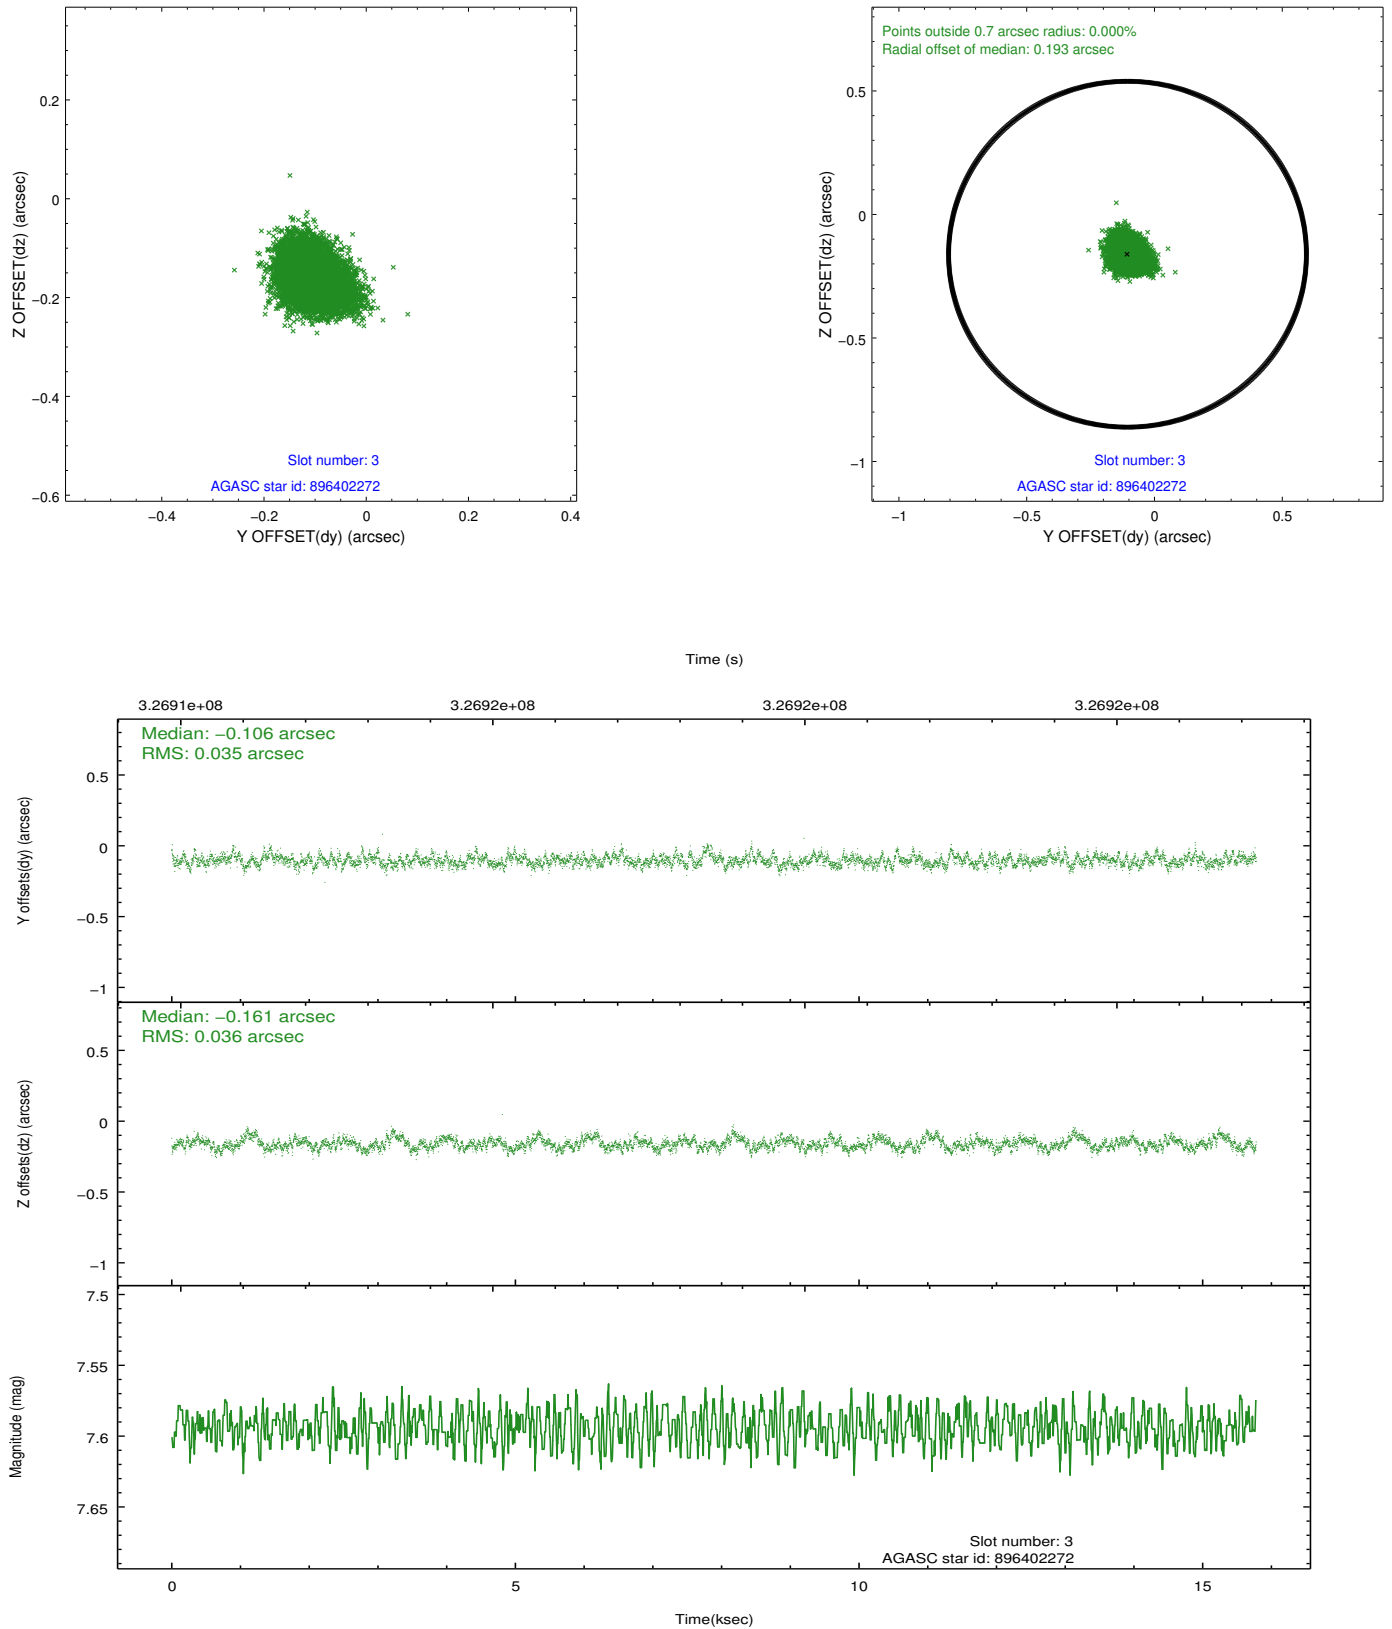 0.2
0
−0.2
−0.4
−0.6
Z OFFSET(dz) (arcsec)
Slot number: 3
AGASC star id: 896402272
−0.4
−0.2
0
0.2
0.4
Y OFFSET(dy) (arcsec)
Points outside 0.7 arcsec radius: 0.000%
Radial offset of median: 0.193 arcsec
0.5
0
−0.5
−1
Z OFFSET(dz) (arcsec)
Slot number: 3
AGASC star id: 896402272
−1
−0.5
0
0.5
Y OFFSET(dy) (arcsec)
Time (s)
3.2691e+08
3.2692e+08
3.2692e+08
3.2692e+08
Median: −0.106 arcsec
RMS: 0.035 arcsec
0.5
0
−0.5
−1
Y offsets(dy) (arcsec)
Median: −0.161 arcsec
RMS: 0.036 arcsec
0.5
0
−0.5
−1
Z offsets(dz) (arcsec)
7.5
7.55
7.6
7.65
Magnitude (mag)
Slot number: 3
AGASC star id: 896402272
0
5
10
15
Time(ksec)